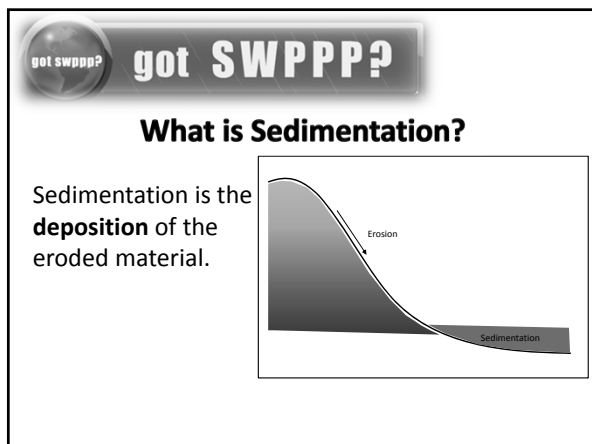 got swppp?
got SWPPP?
What is Sedimentation?
Sedimentation is the
deposition of the
eroded material.
Erosion
Sedimentation